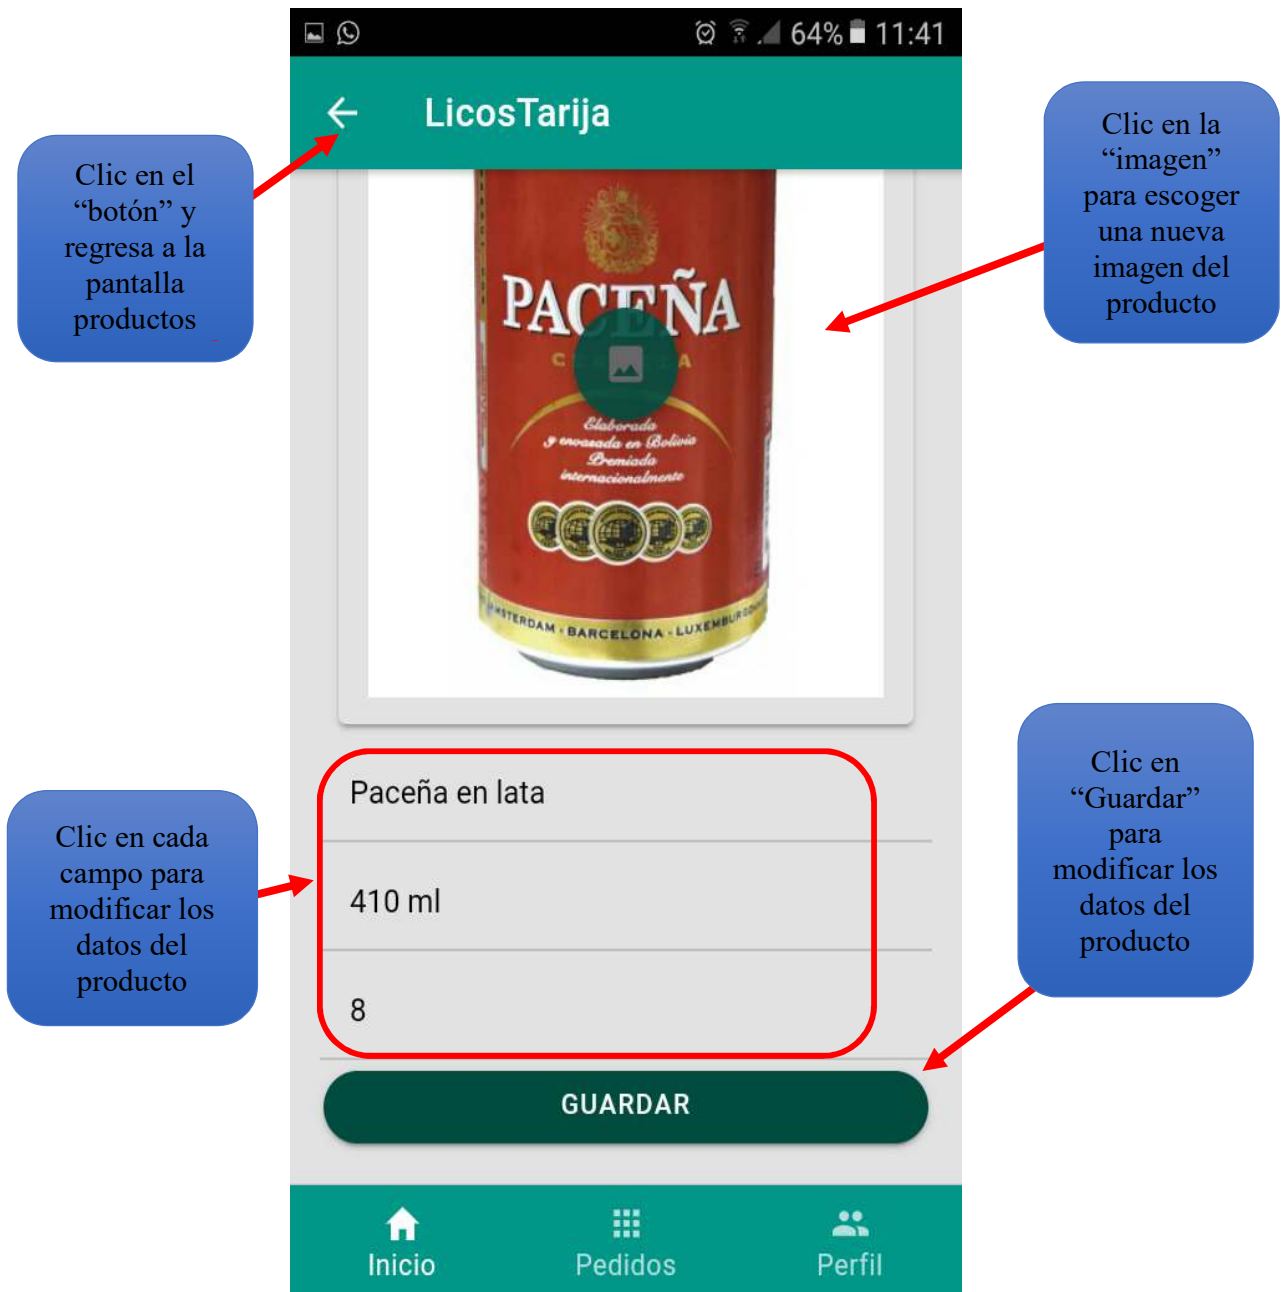 64% 11:41
LicosTarija
Clic en el
“botón” y
regresa a la
pantalla
productos
Clic en la
“imagen”
para escoger
una nueva
imagen del
producto
PACEÑA
Elaborada
y envasada en Bolivia
Premiada
internacionalmente
AMSTERDAM - BARCELONA - LUXEMBURGO
Clic en cada
campo para
modificar los
datos del
producto
Paceña en lata
410 ml
8
Clic en
“Guardar”
para
modificar los
datos del
producto
GUARDAR
Inicio
Pedidos
Perfil